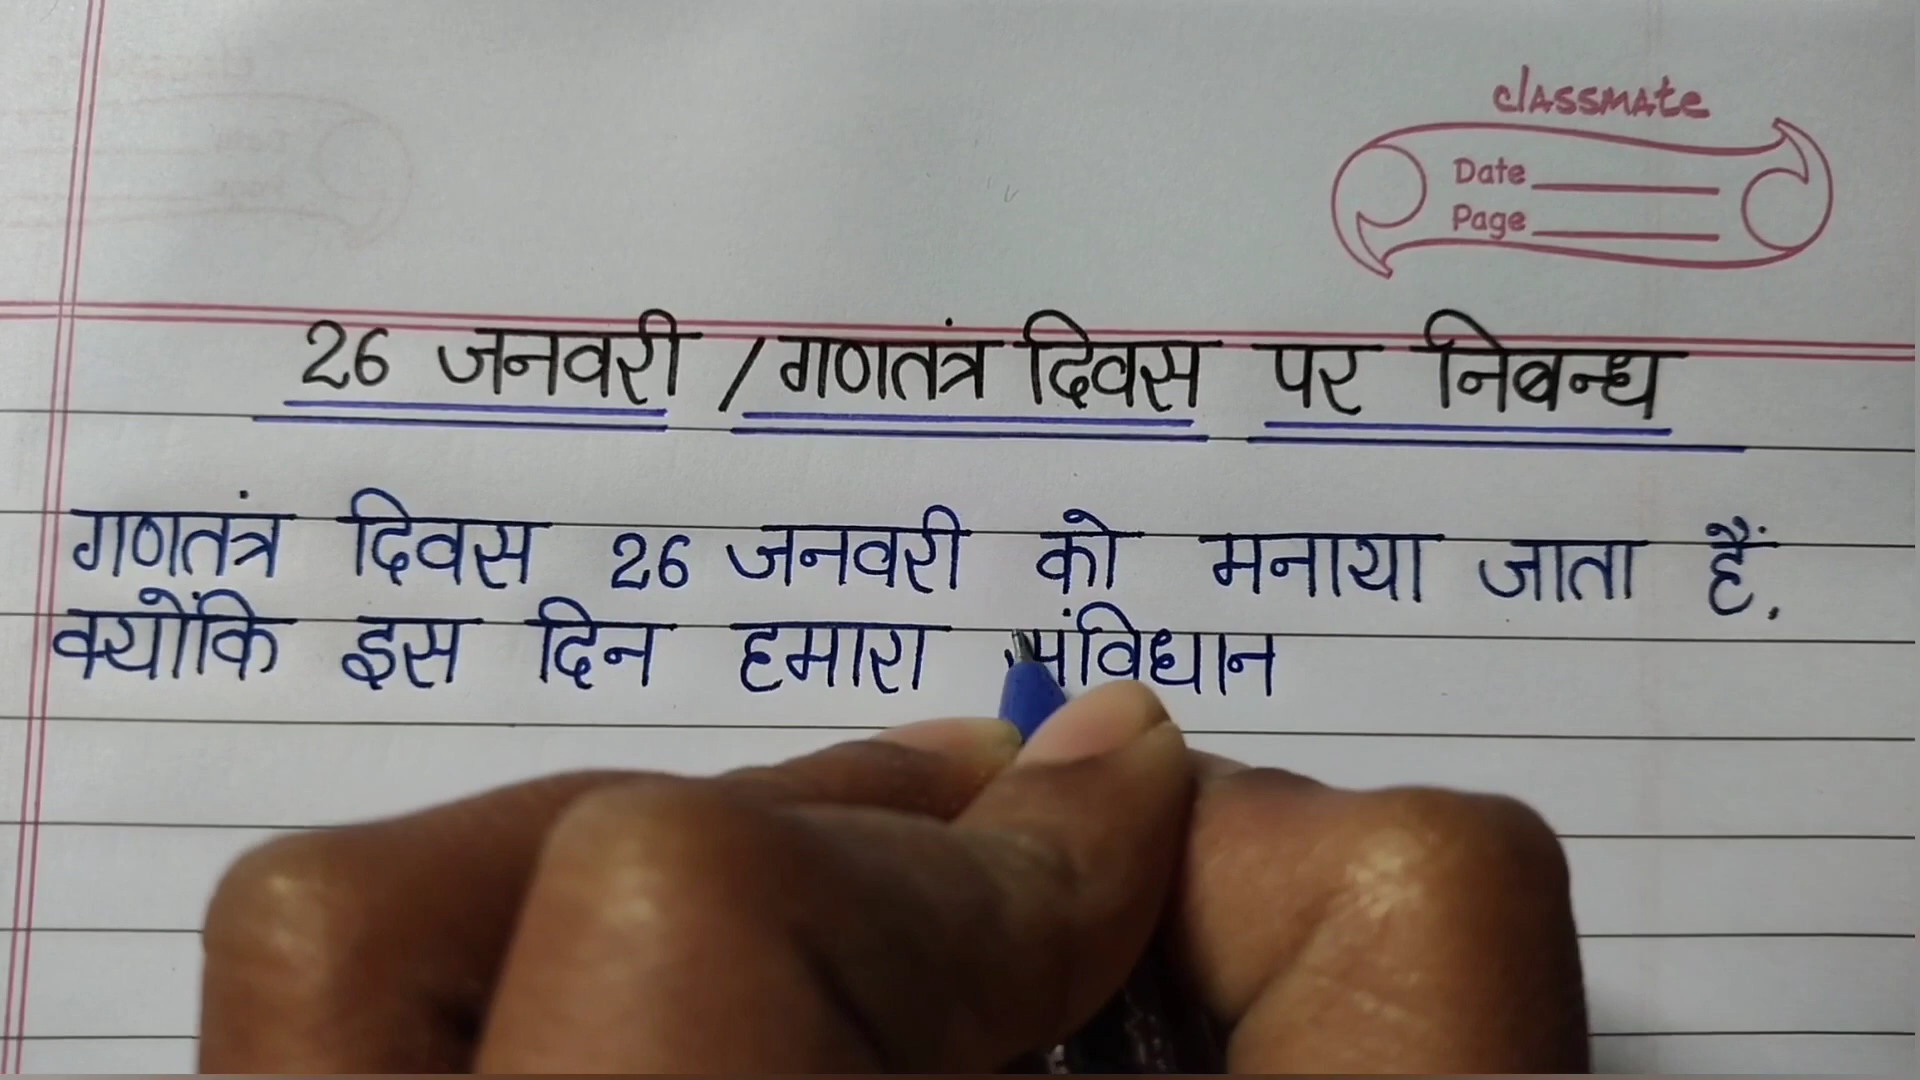 classmate
Date
Page
26 जनवरी / गणतंत्र दिवस पर निबन्ध
गणतंत्र दिवस 26 जनवरी को मनाया जाता हैं.
क्योंकि इस दिन हमारा संविधान